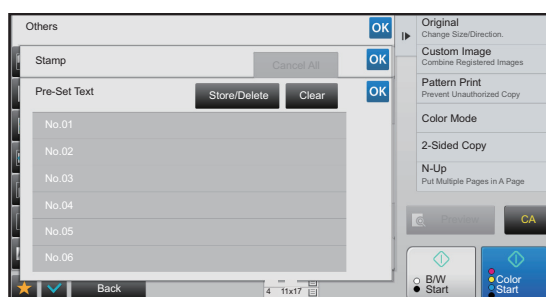 Others
OK
Stamp
Cancel All
OK
Pre-Set Text
Store/Delete
Clear
OK
No.01
No.02
No.03
No.04
No.05
No.06
Back
4 11x17
Original
Change Size/Direction.
Custom Image
Combine Registered Images
Pattern Print
Prevent Unauthorized Copy
Color Mode
2-Sided Copy
N-Up
Put Multiple Pages in A Page
Preview
CA
B/W
Start
Color
Start